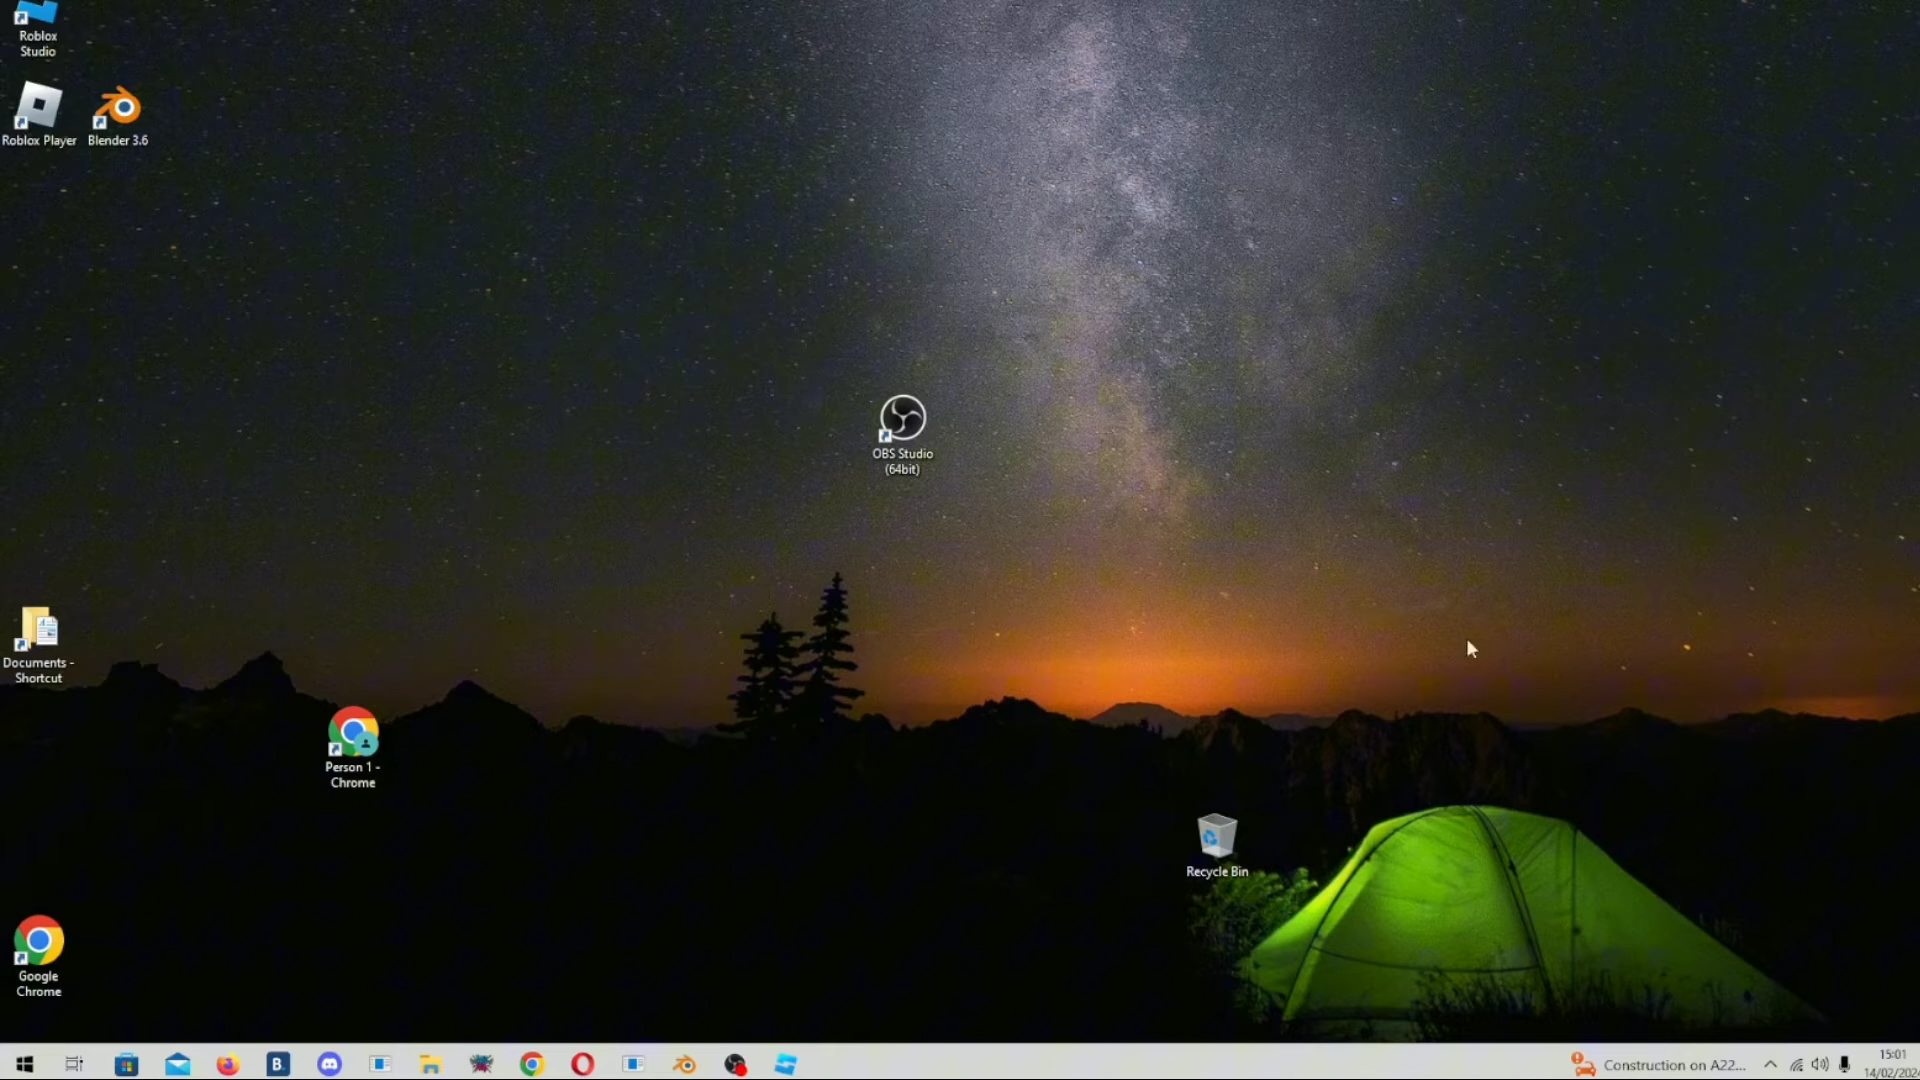 Roblox
Studio
Roblox Player
Blender 3.6
OBS Studio
(64bit)
Documents -
Shortcut
Person 1 -
Chrome
Recycle Bin
Google
Chrome
B.
Construction on A22...
15:01
14/02/2024